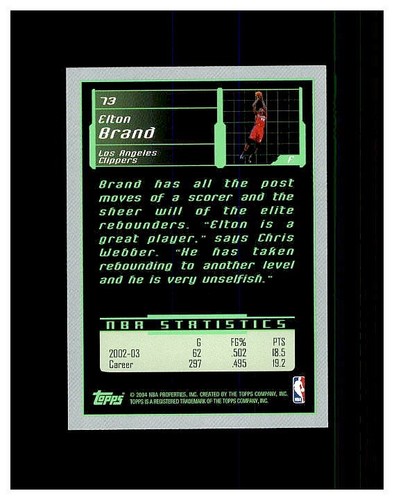 73
Elton
Brand
Los Angeles
Clippers
F
Brand has all the post
moves of a scorer and the
sheer will of the elite
rebounders. "Elton is a
great player," says Chris
Webber. "He has taken
rebounding to another level
and he is very unselfish."
NBA STATISTICS
G FG% PTS
2002-03 62 .502 18.5
Career 297 .495 19.2
Topps
© 2004 NBA PROPERTIES, INC. CREATED BY THE TOPPS COMPANY, INC.
TOPPS IS A REGISTERED TRADEMARK OF THE TOPPS COMPANY, INC.